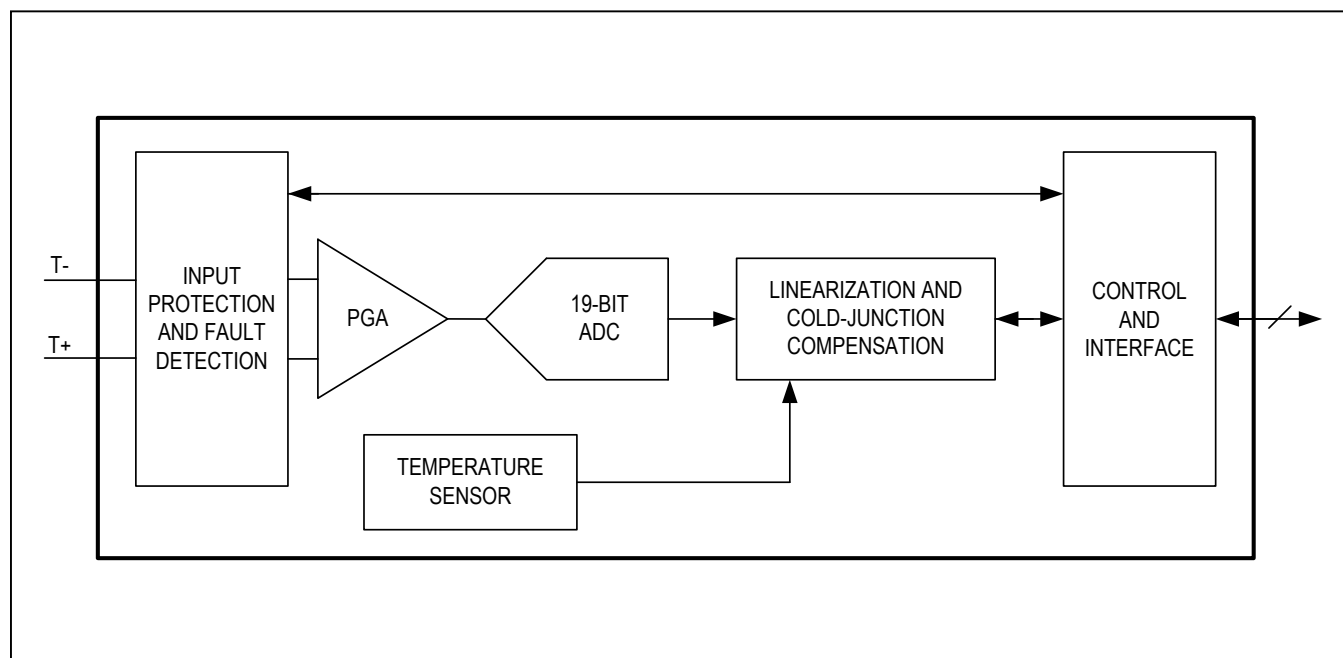 T-
T+
INPUT
PROTECTION
AND FAULT
DETECTION
PGA
19-BIT
ADC
LINEARIZATION AND
COLD-JUNCTION
COMPENSATION
CONTROL
AND
INTERFACE
TEMPERATURE
SENSOR